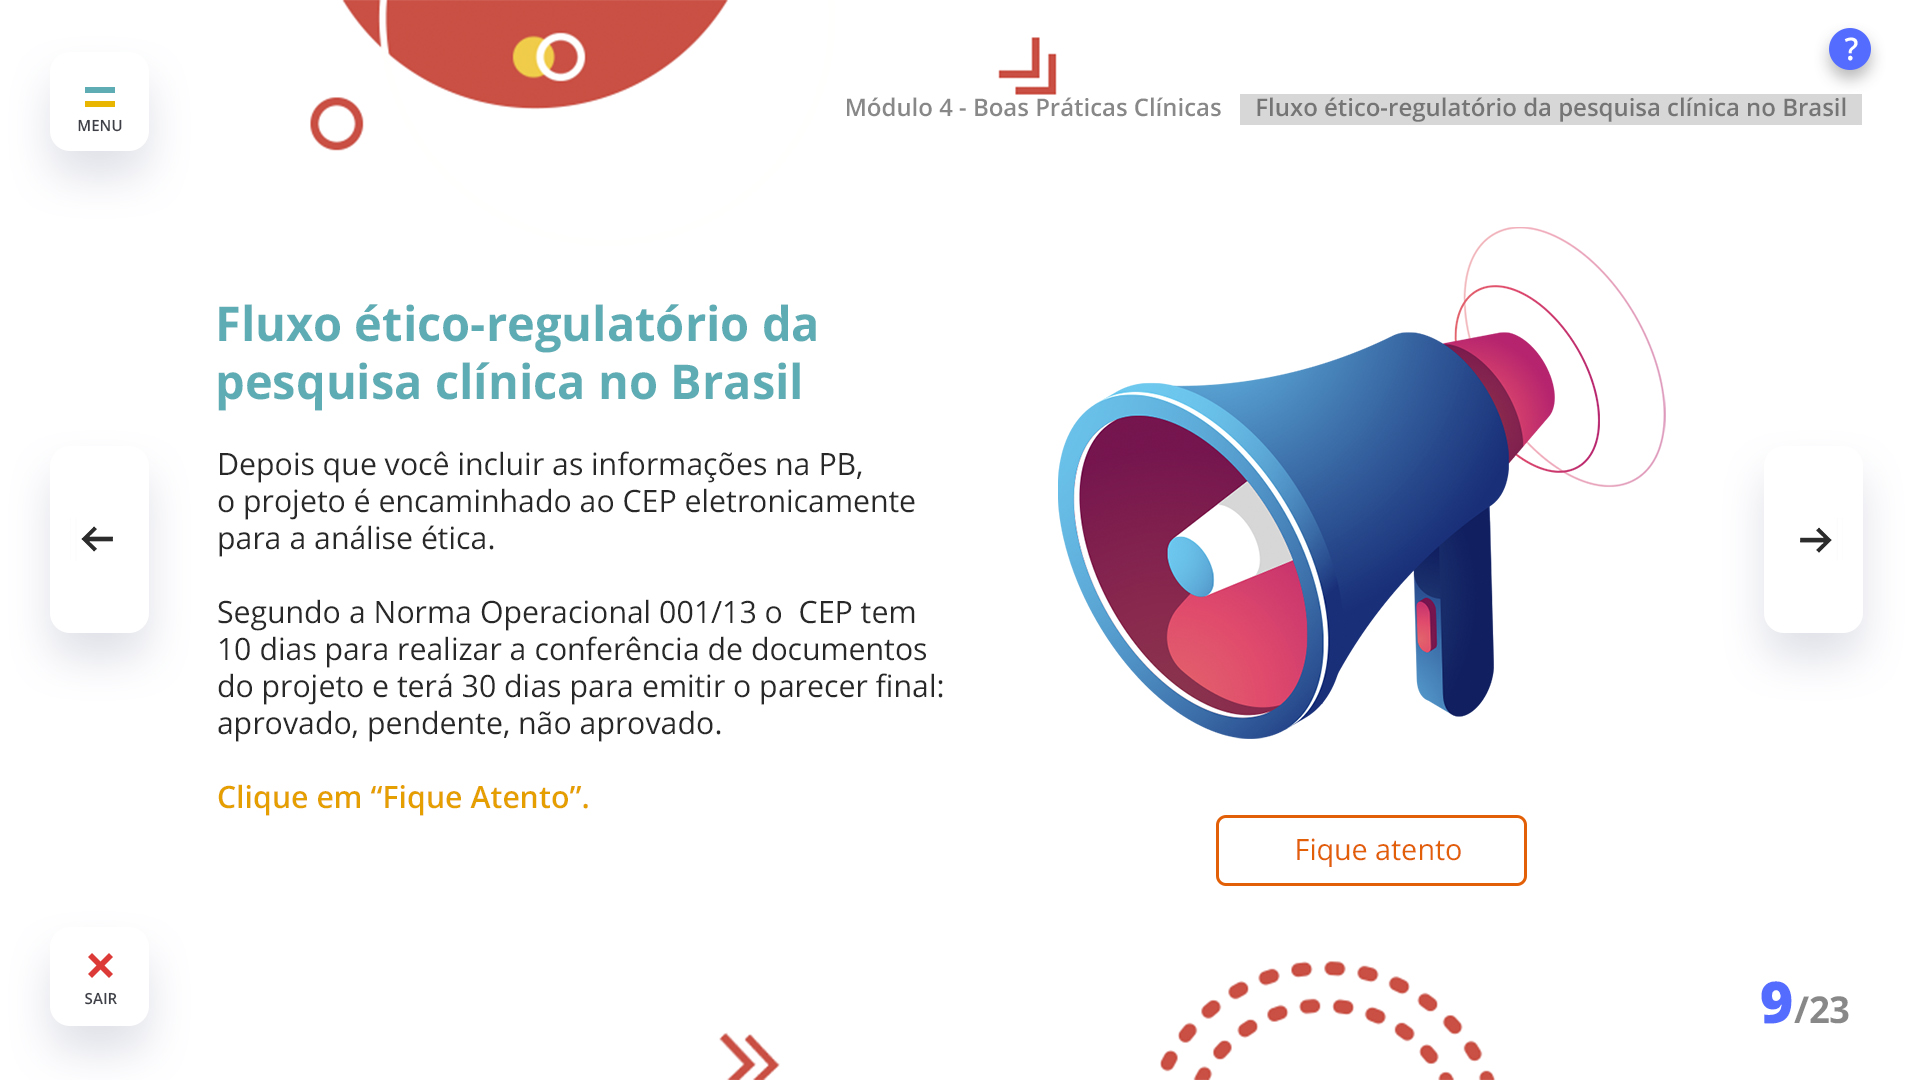 ?
MENU
Módulo 4 - Boas Práticas Clínicas
Fluxo ético-regulatório da pesquisa clínica no Brasil
Fluxo ético-regulatório da
pesquisa clínica no Brasil
Depois que você incluir as informações na PB,
o projeto é encaminhado ao CEP eletronicamente
para a análise ética.
Segundo a Norma Operacional 001/13 o  CEP tem
10 dias para realizar a conferência de documentos
do projeto e terá 30 dias para emitir o parecer final:
aprovado, pendente, não aprovado.
Clique em “Fique Atento”.
Fique atento
SAIR
9/23